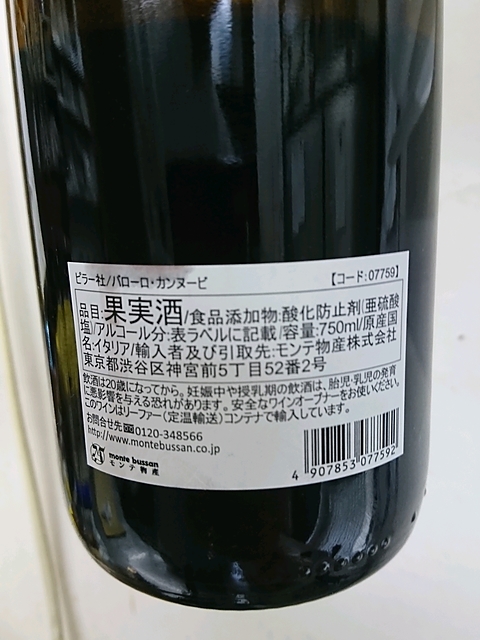 ピラー社/バローロ・カンヌービ 【コード:07759】
品目:果実酒/食品添加物:酸化防止剤(亜硫酸
塩)/アルコール分:表ラベルに記載/容量:750ml/原産国
名:イタリア/輸入者及び引取先:モンテ物産株式会社
東京都渋谷区神宮前5丁目52番2号
飲酒は20歳になってから。妊娠中や授乳期の飲酒は、胎児・乳児の発育
に悪影響を与える恐れがあります。安全なワインオープナーをお使いください。
このワインはリーファー(定温輸送)コンテナで輸入しています。
お問合せ先 0120-348566
http://www.montebussan.co.jp
monte bussan
モンテ物産
4 907853 077592